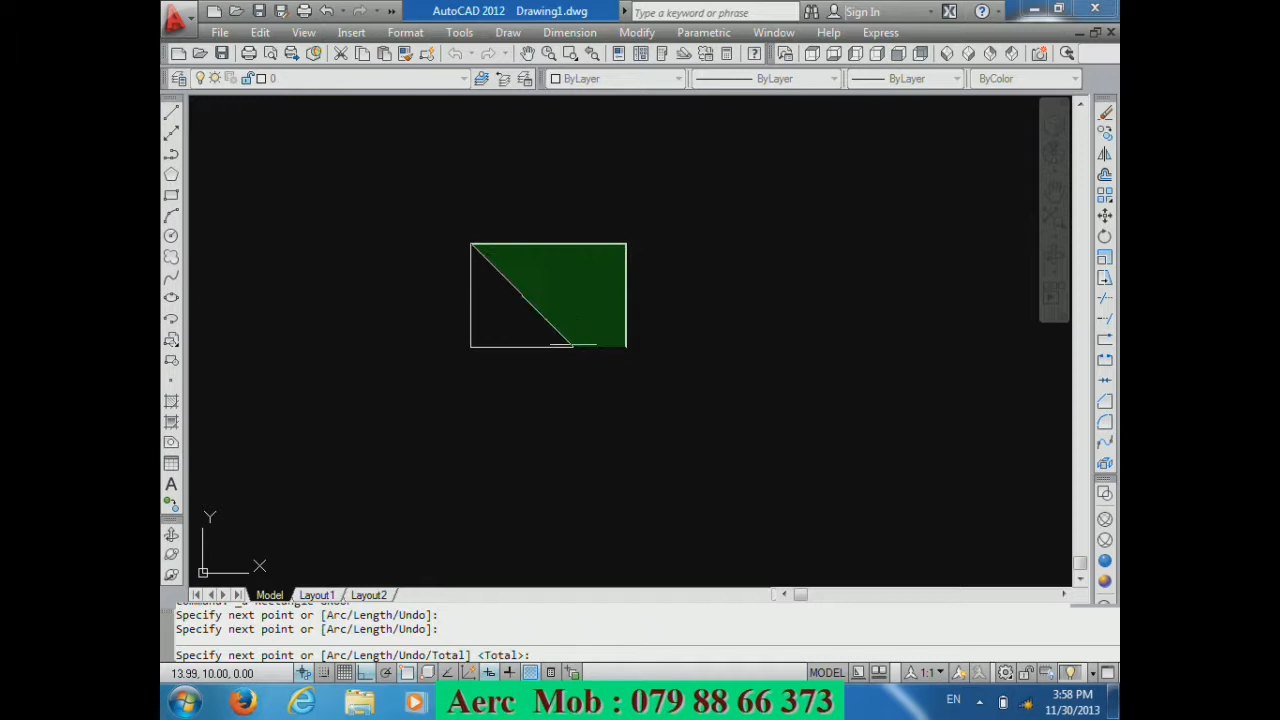 AutoCAD 2012 Drawing1.dwg
Type a keyword or phrase
Sign In
File Edit View Insert Format Tools Draw Dimension Modify Parametric Window Help Express
0
ByLayer ByLayer ByLayer ByColor
A
Y
X
Model Layout1 Layout2
Specify next point or [Arc/Length/Undo]:
Specify next point or [Arc/Length/Undo]:
Specify next point or [Arc/Length/Undo/Total] <Total>:
13.99, 10.00, 0.00
MODEL
1:1
Aerc Mob : 079 88 66 373
EN
3:58 PM
11/30/2013